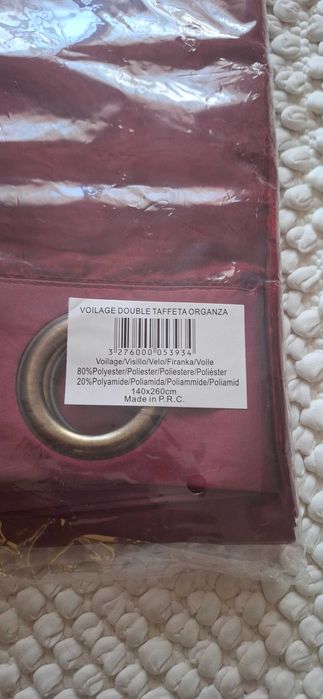 VOILAGE DOUBLE TAFFETA ORGANZA
3 276000 053934
Voilage/Visillo/Velo/Firanka/Voile
80%Polyester/Poliester/Poliestere/Poliéster
20%Polyamide/Poliamida/Poliammide/Poliamid
140x260cm
Made in P.R.C.